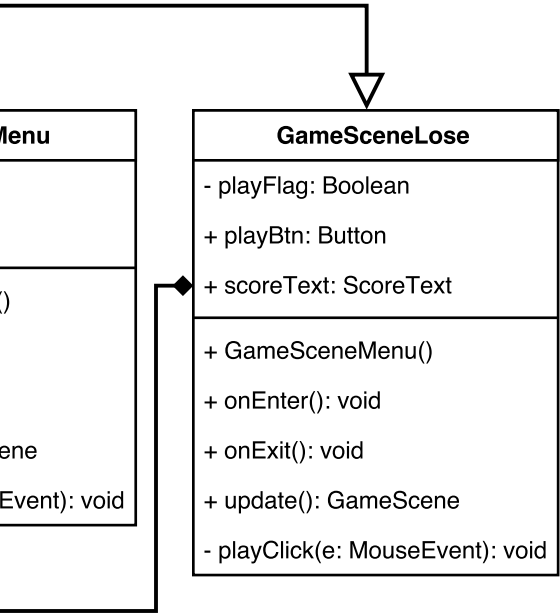 Menu
()
ene
Event): void
GameSceneLose
- playFlag: Boolean
+ playBtn: Button
+ scoreText: ScoreText
+ GameSceneMenu()
+ onEnter(): void
+ onExit(): void
+ update(): GameScene
- playClick(e: MouseEvent): void